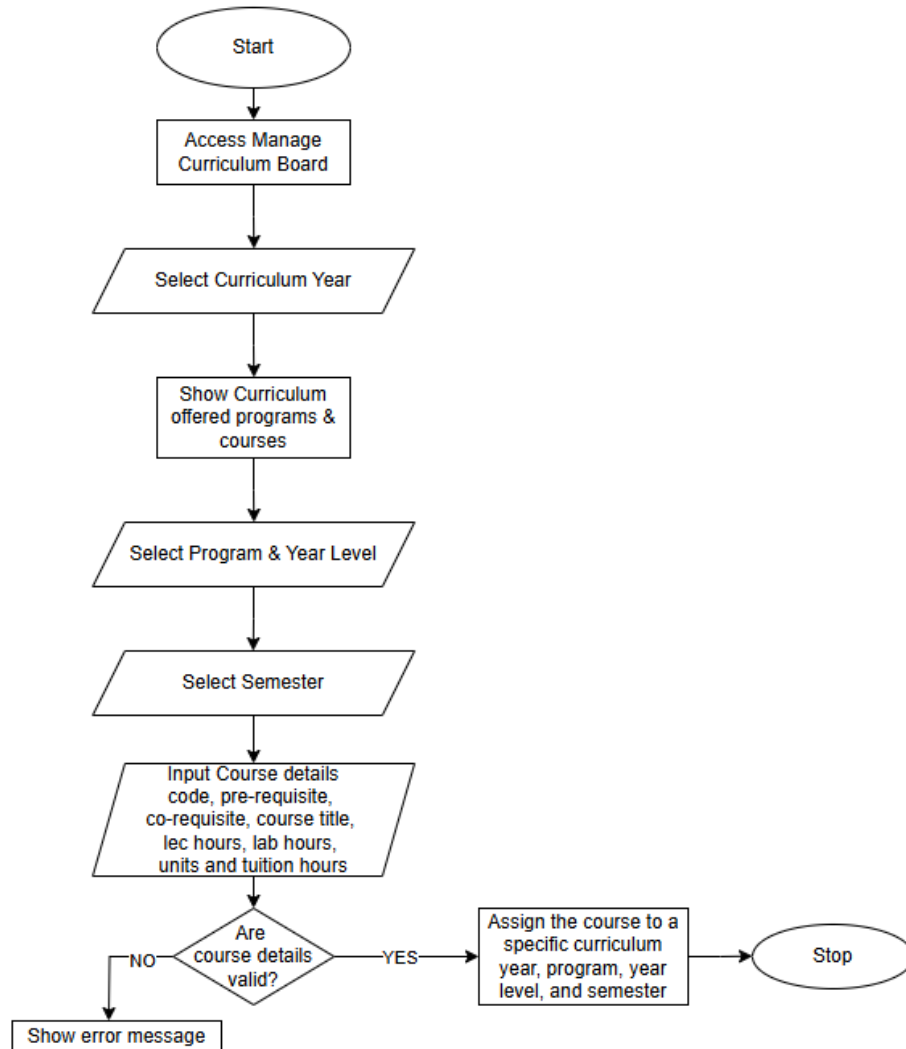 Start
Access Manage
Curriculum Board
Select Curriculum Year
Show Curriculum
offered programs &
courses
Select Program & Year Level
Select Semester
Input Course details
code, pre-requisite,
co-requisite, course title,
lec hours, lab hours,
units and tuition hours
Are
course details
valid?
NO
YES
Assign the course to a
specific curriculum
year, program, year
level, and semester
Stop
Show error message